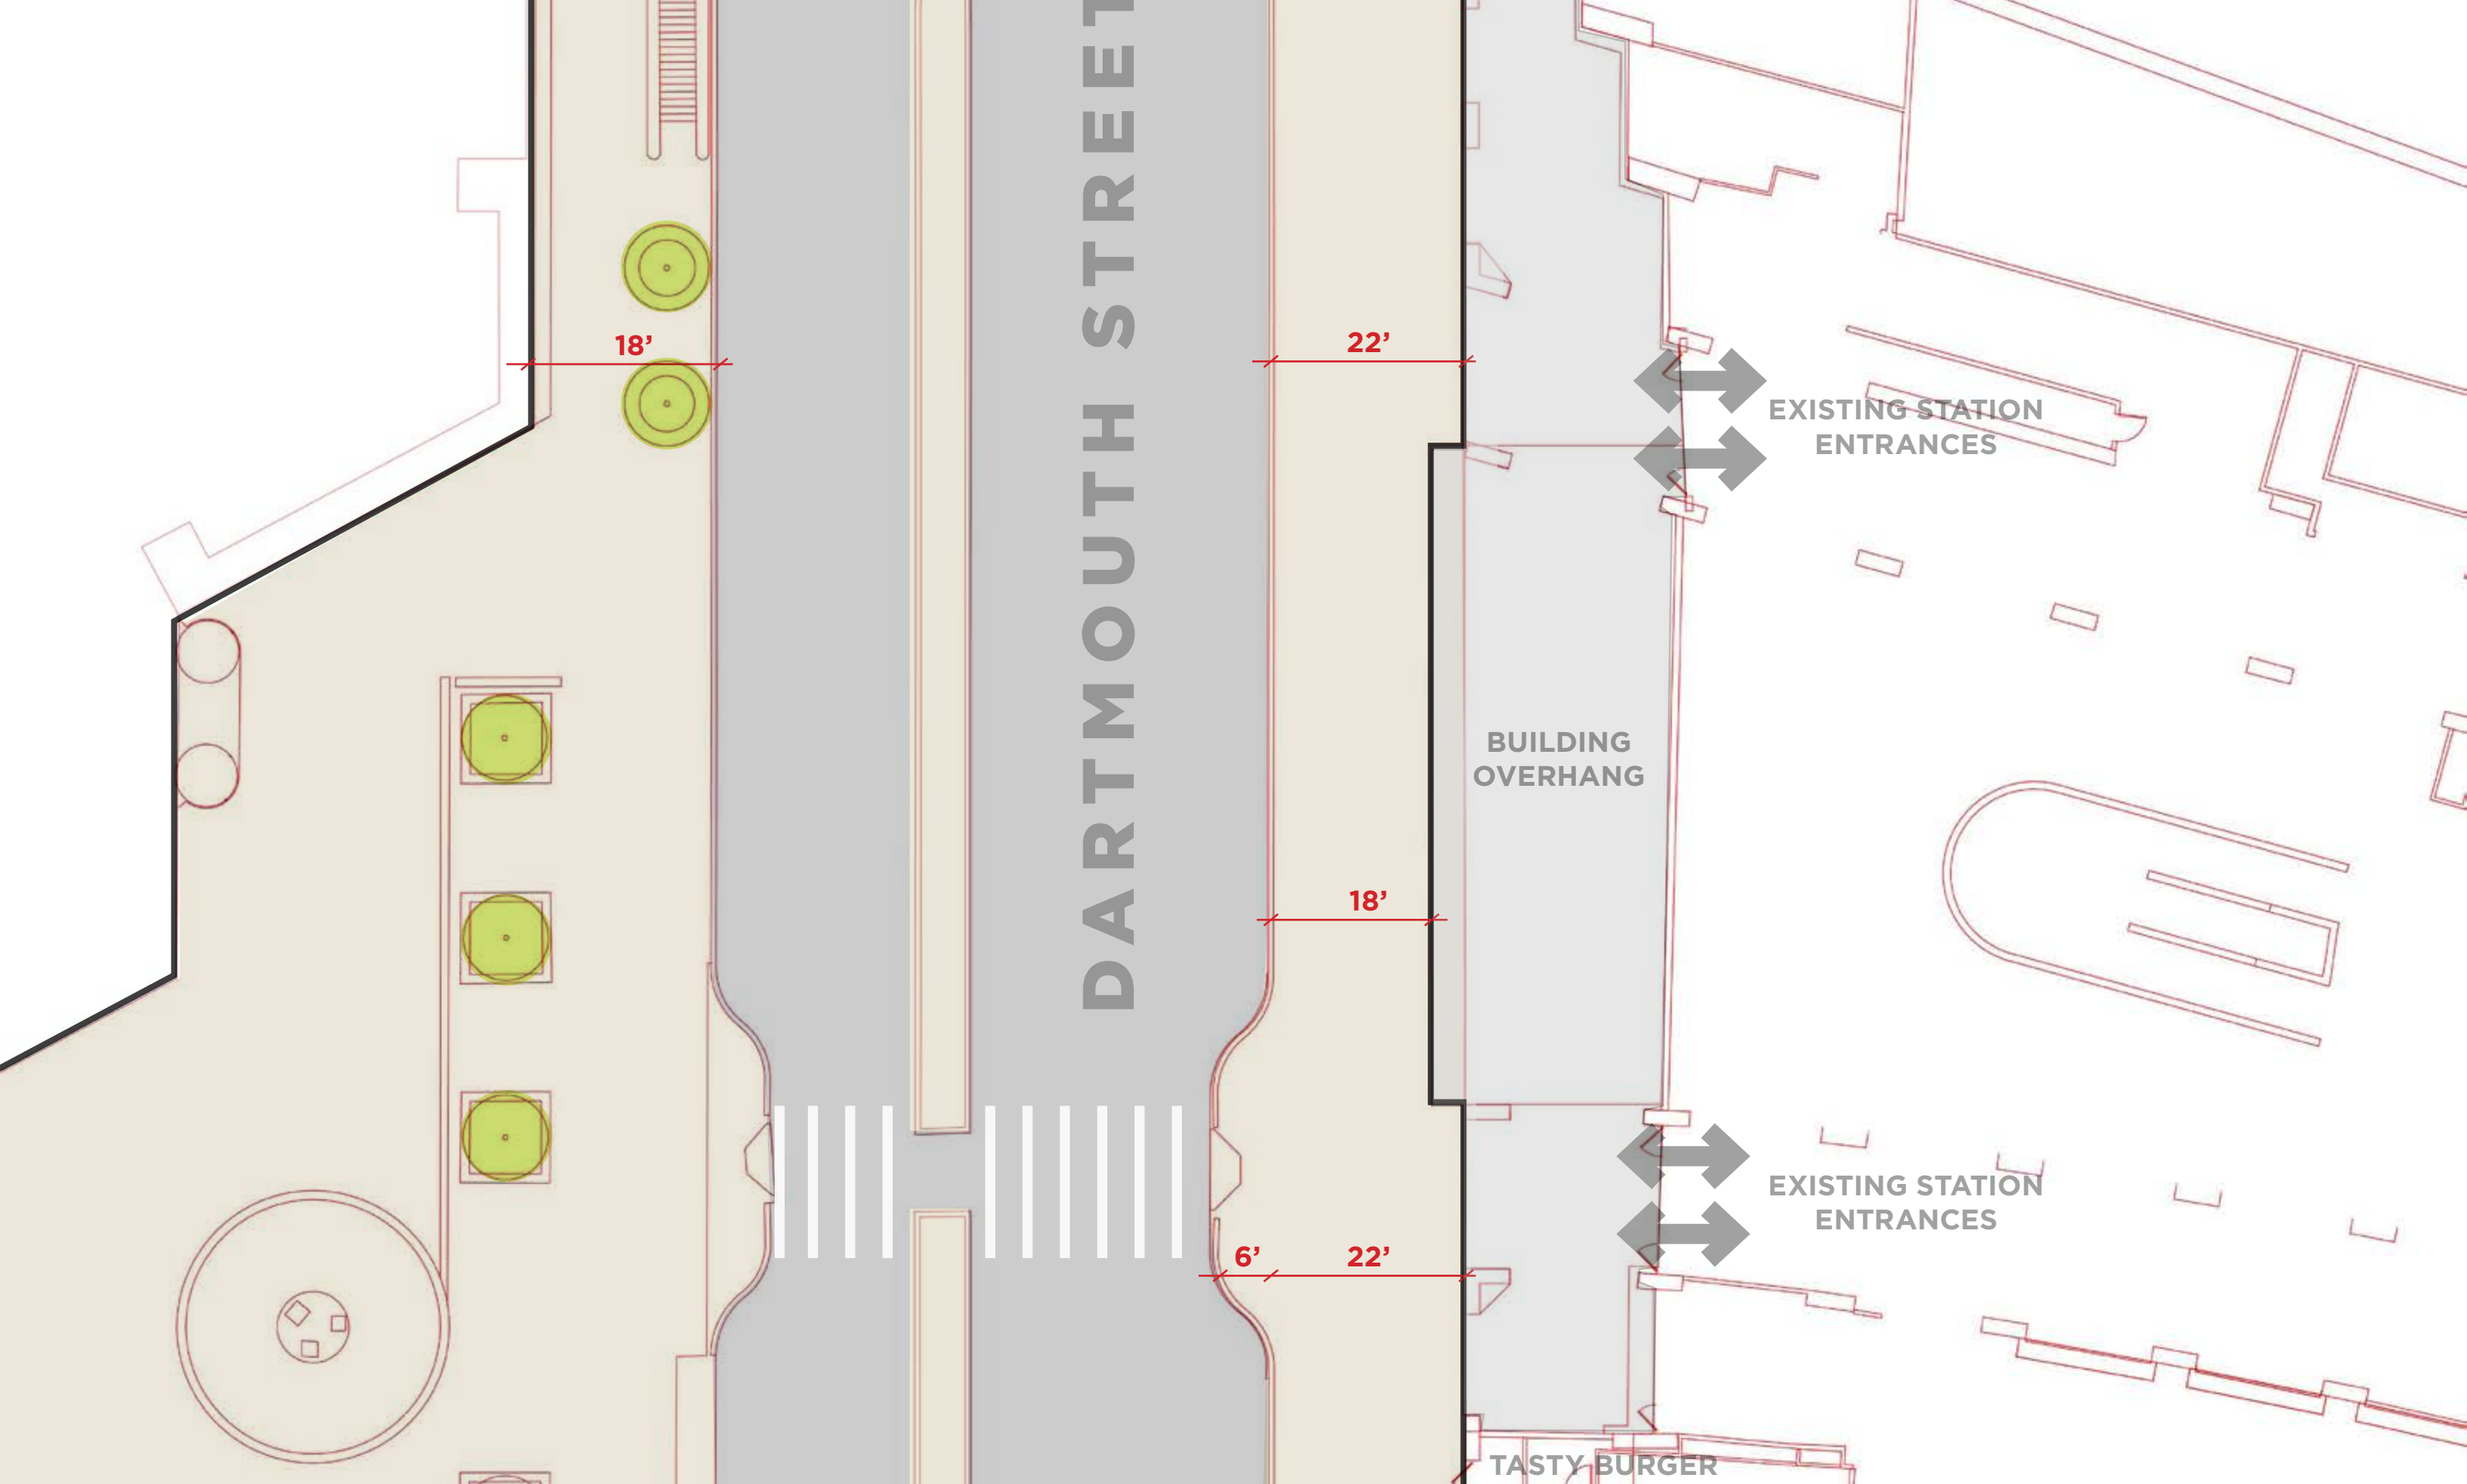 DARTMOUTH STREET
18’
22’
EXISTING STATION
ENTRANCES
BUILDING
OVERHANG
18’
EXISTING STATION
ENTRANCES
6’
22’
TASTY BURGER